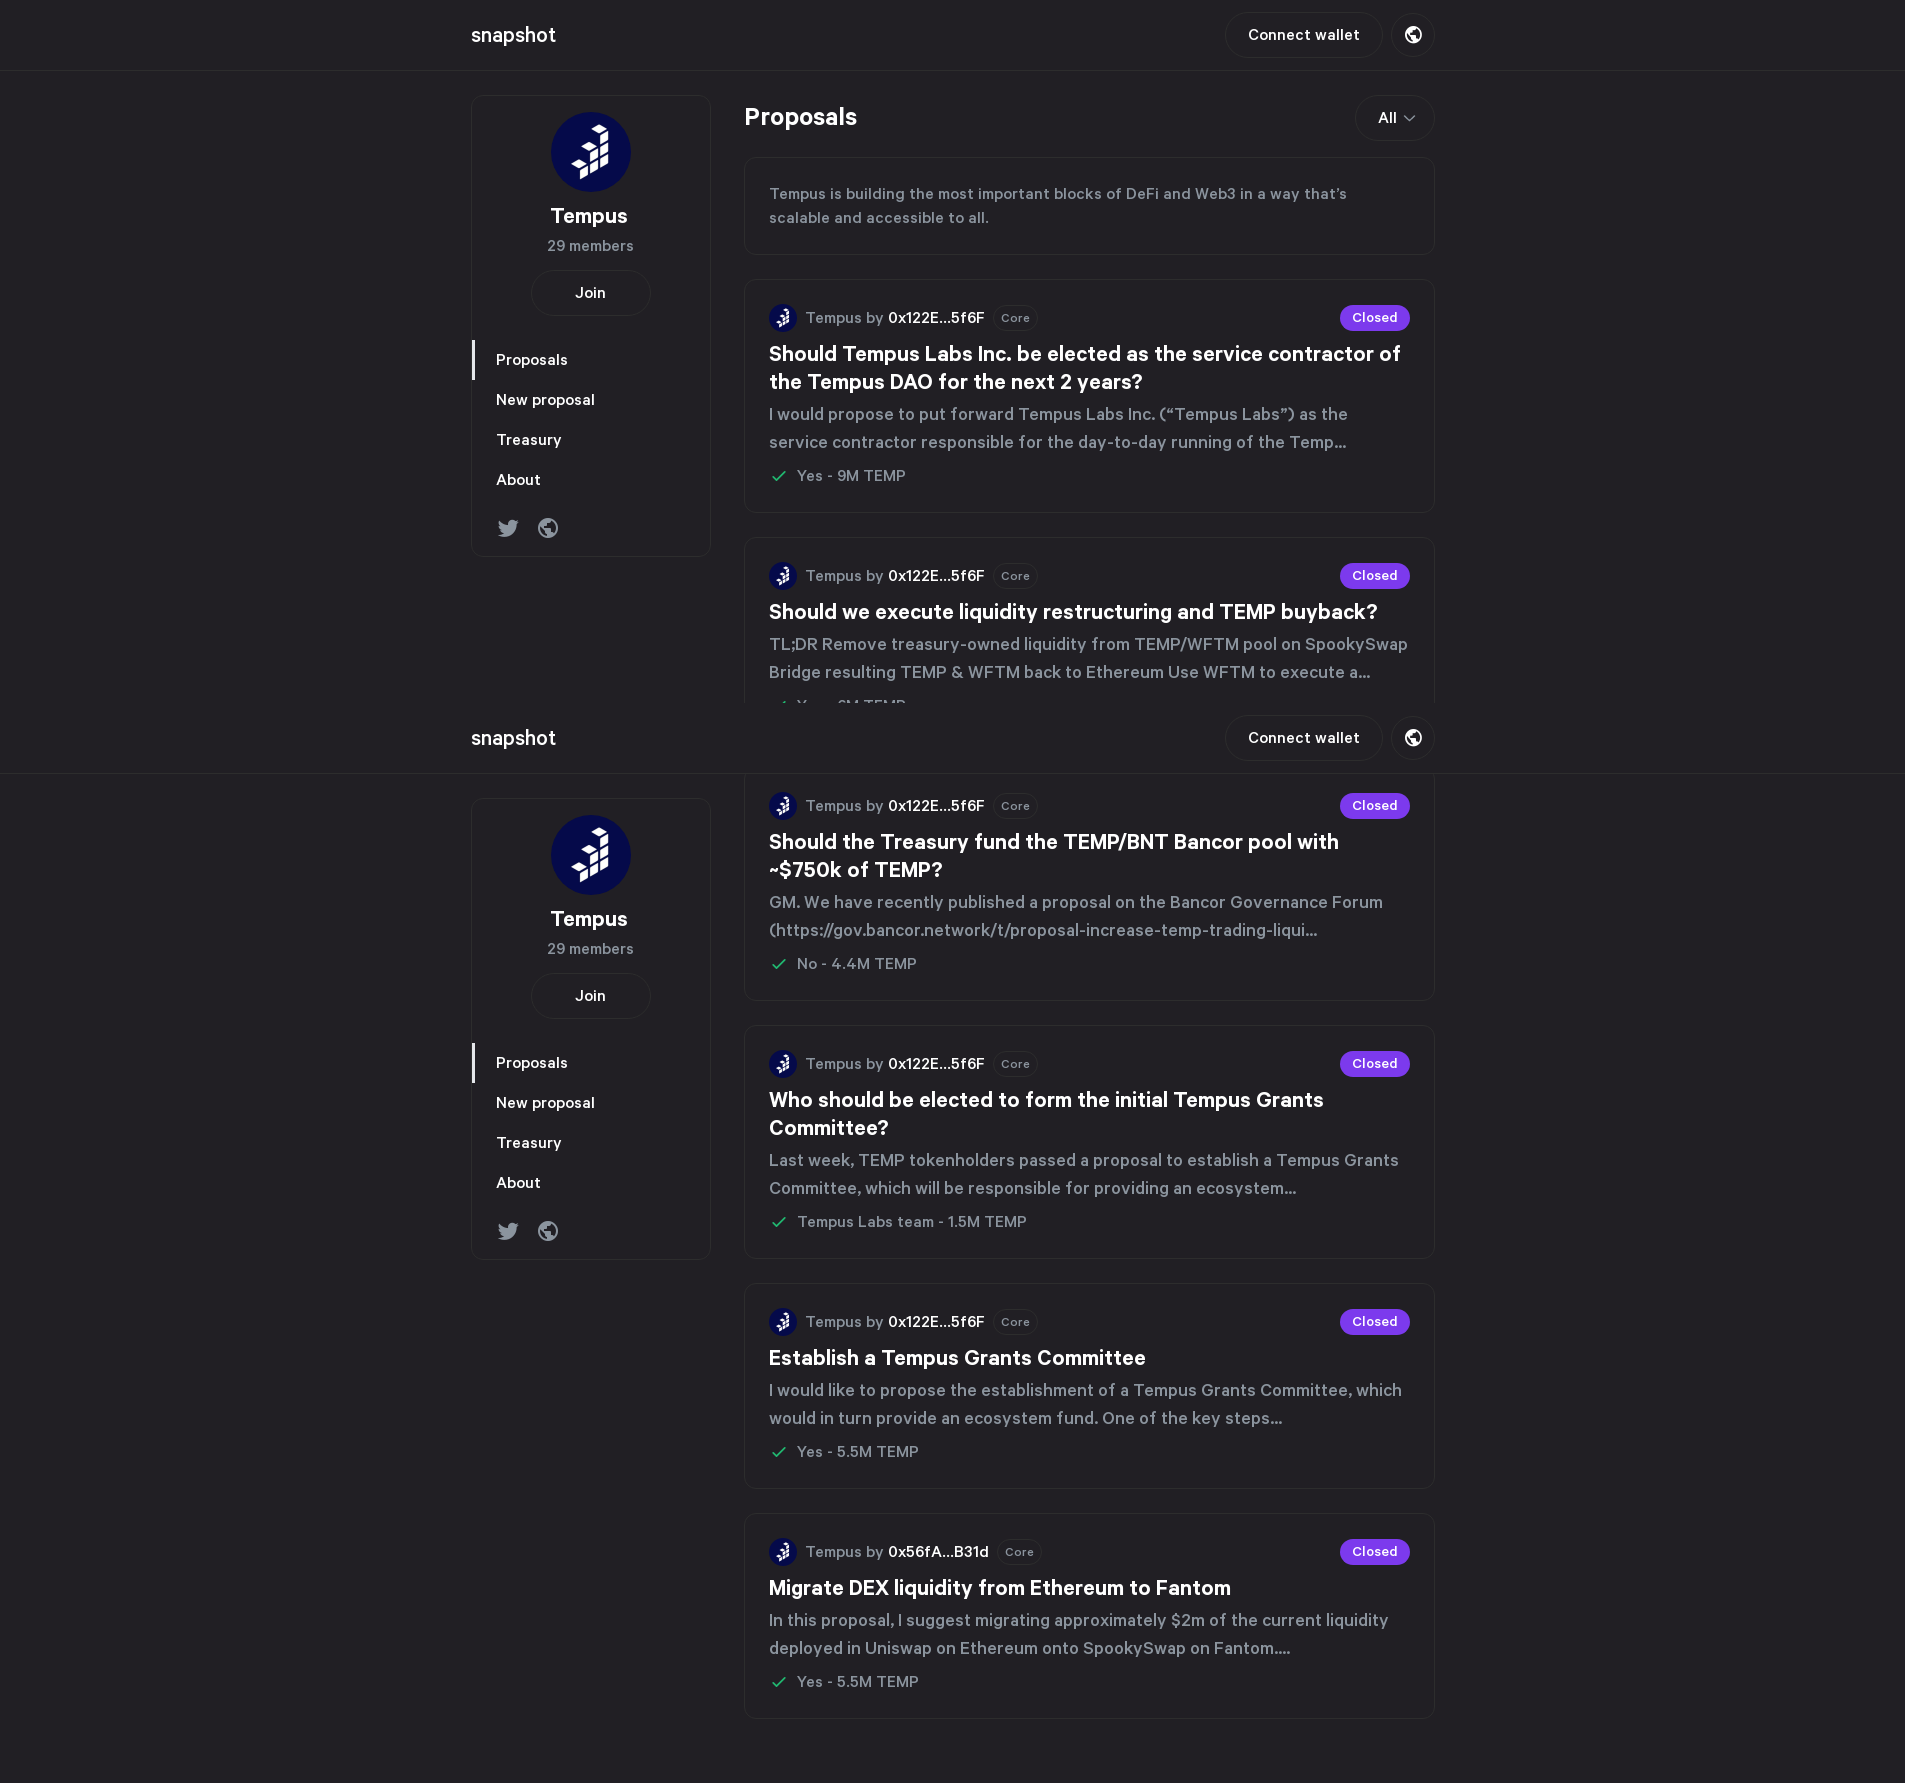 snapshot
Connect wallet
Tempus
29 members
Join
Proposals
New proposal
Treasury
About
Proposals
All
Tempus is building the most important blocks of DeFi and Web3 in a way that’s
scalable and accessible to all.
Tempus by 0x122E...5f6F Core Closed
Should Tempus Labs Inc. be elected as the service contractor of
the Tempus DAO for the next 2 years?
I would propose to put forward Tempus Labs Inc. (“Tempus Labs”) as the
service contractor responsible for the day-to-day running of the Temp...
Yes - 9M TEMP
Tempus by 0x122E...5f6F Core Closed
Should we execute liquidity restructuring and TEMP buyback?
TL;DR Remove treasury-owned liquidity from TEMP/WFTM pool on SpookySwap
Bridge resulting TEMP & WFTM back to Ethereum Use WFTM to execute a...
snapshot
Connect wallet
Tempus
29 members
Join
Proposals
New proposal
Treasury
About
Tempus by 0x122E...5f6F Core Closed
Should the Treasury fund the TEMP/BNT Bancor pool with
~$750k of TEMP?
GM. We have recently published a proposal on the Bancor Governance Forum
(https://gov.bancor.network/t/proposal-increase-temp-trading-liqui...
No - 4.4M TEMP
Tempus by 0x122E...5f6F Core Closed
Who should be elected to form the initial Tempus Grants
Committee?
Last week, TEMP tokenholders passed a proposal to establish a Tempus Grants
Committee, which will be responsible for providing an ecosystem...
Tempus Labs team - 1.5M TEMP
Tempus by 0x122E...5f6F Core Closed
Establish a Tempus Grants Committee
I would like to propose the establishment of a Tempus Grants Committee, which
would in turn provide an ecosystem fund. One of the key steps...
Yes - 5.5M TEMP
Tempus by 0x56fA...B31d Core Closed
Migrate DEX liquidity from Ethereum to Fantom
In this proposal, I suggest migrating approximately $2m of the current liquidity
deployed in Uniswap on Ethereum onto SpookySwap on Fantom....
Yes - 5.5M TEMP